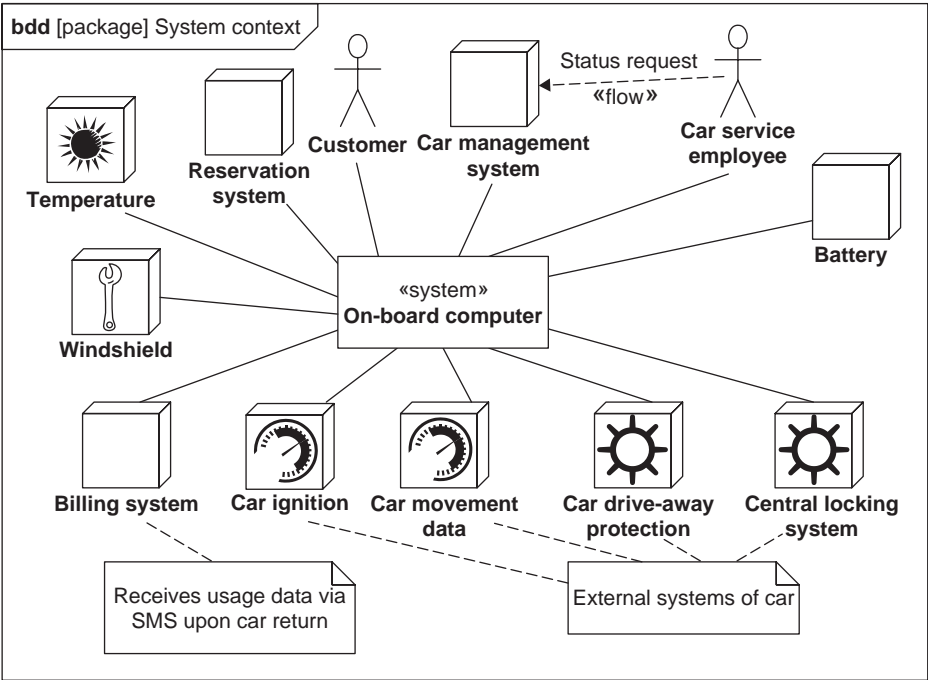 bdd [package] System context
Status request
«flow»
Customer
Car management
system
Car service
employee
Reservation
system
Temperature
Battery
«system»
On-board computer
Windshield
Billing system
Car ignition
Car movement
data
Car drive-away
protection
Central locking
system
Receives usage data via
SMS upon car return
External systems of car